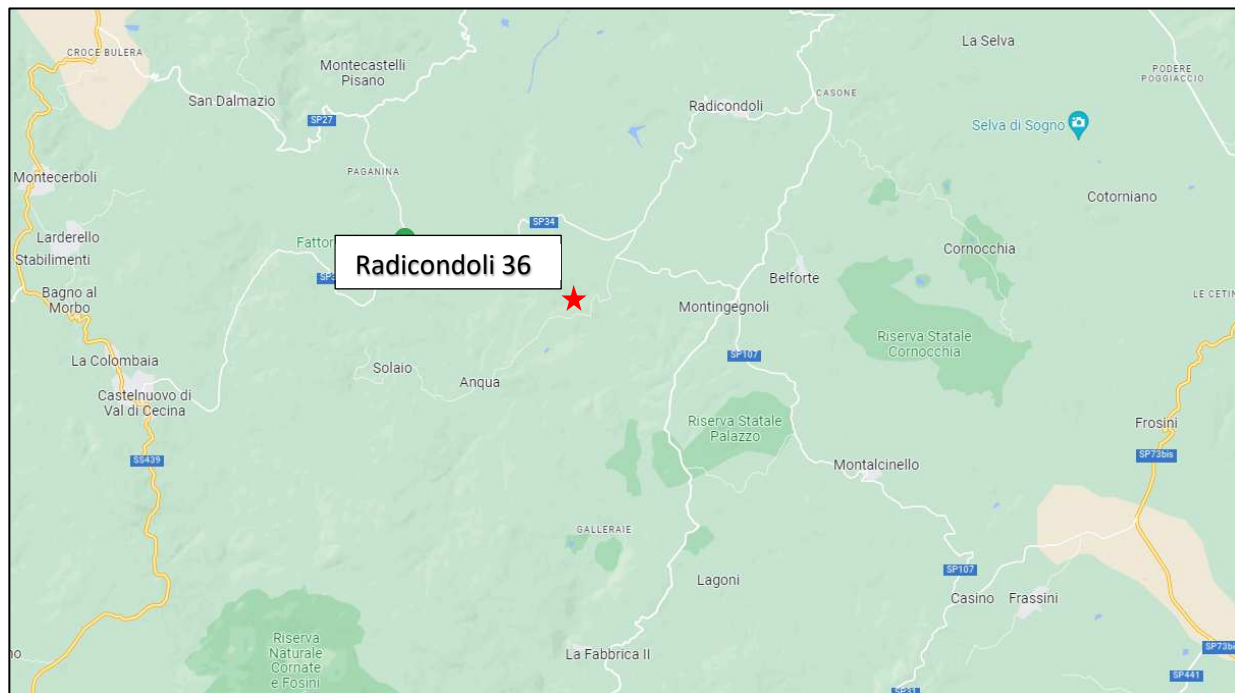 La Selva
CROCE BULERA
Montecastelli
Pisano
PODERE
POGGIACCIO
San Dalmazio
Radicondoli
CASONE
SP27
Selva di Sogno
Montecerboli
PAGANINA
Cotorniano
SP34
Larderello
Stabilimenti
Fattor
Cornocchia
Radicondoli 36
Belforte
Bagno al
Morbo
Montingegnoli
LE CETIN
Riserva Statale
Cornocchia
La Colombaia
SP107
Solaio
Anqua
Castelnuovo di
Val di Cecina
Riserva Statale
Palazzo
Frosini
SS439
SP73bis
Montalcinello
GALLERAIE
Lagoni
SP107
Casino
Frassini
Riserva
Naturale
Cornate
e Fosini
La Fabbrica II
SP441
SP31